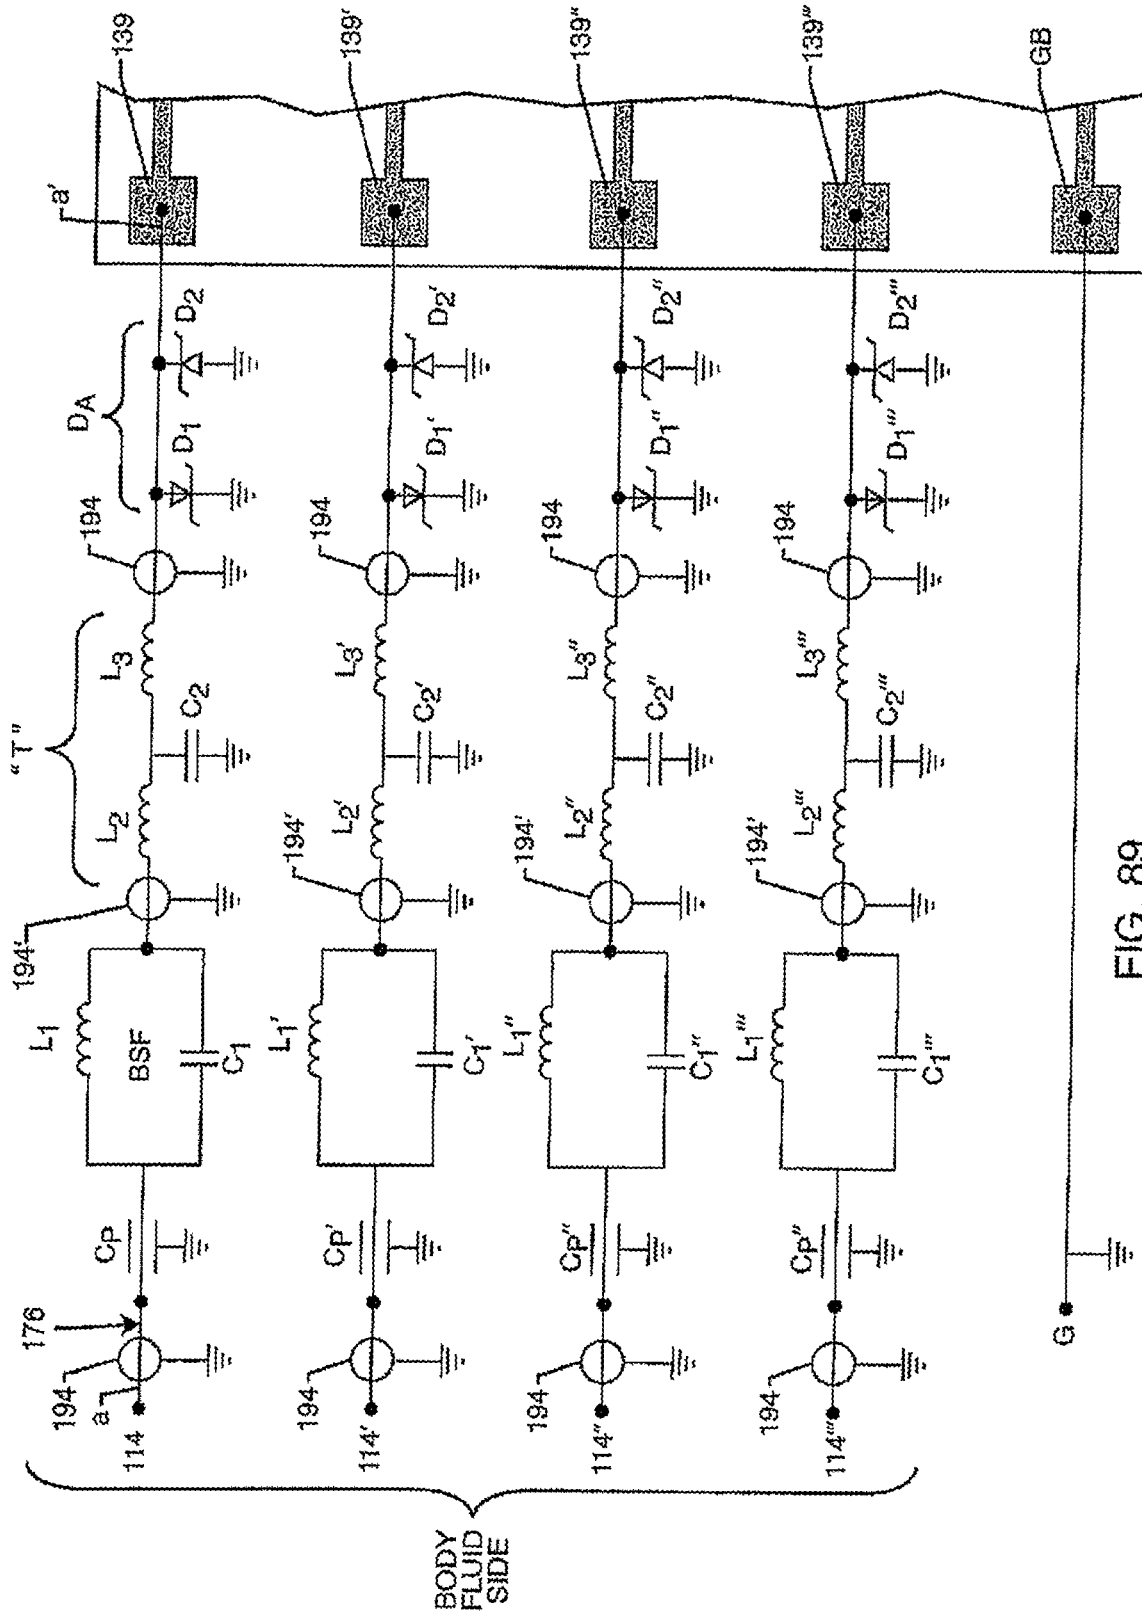 BODY
FLUID
SIDE
"T"
DA
194
a
114
176
CP
L1
BSF
C1
194'
L2
C2
L3
194
D1
D2
a'
139
194
114'
CP'
L1'
C1'
194'
L2'
C2'
L3'
194
D1'
D2'
139'
194
114"
CP"
L1"
C1"
194'
L2"
C2"
L3"
194
D1"
D2"
139"
194
114'''
CP"
L1'''
C1'''
194'
L2'''
C2'''
L3'''
194
D1'''
D2'''
139'''
G
GB
FIG. 89